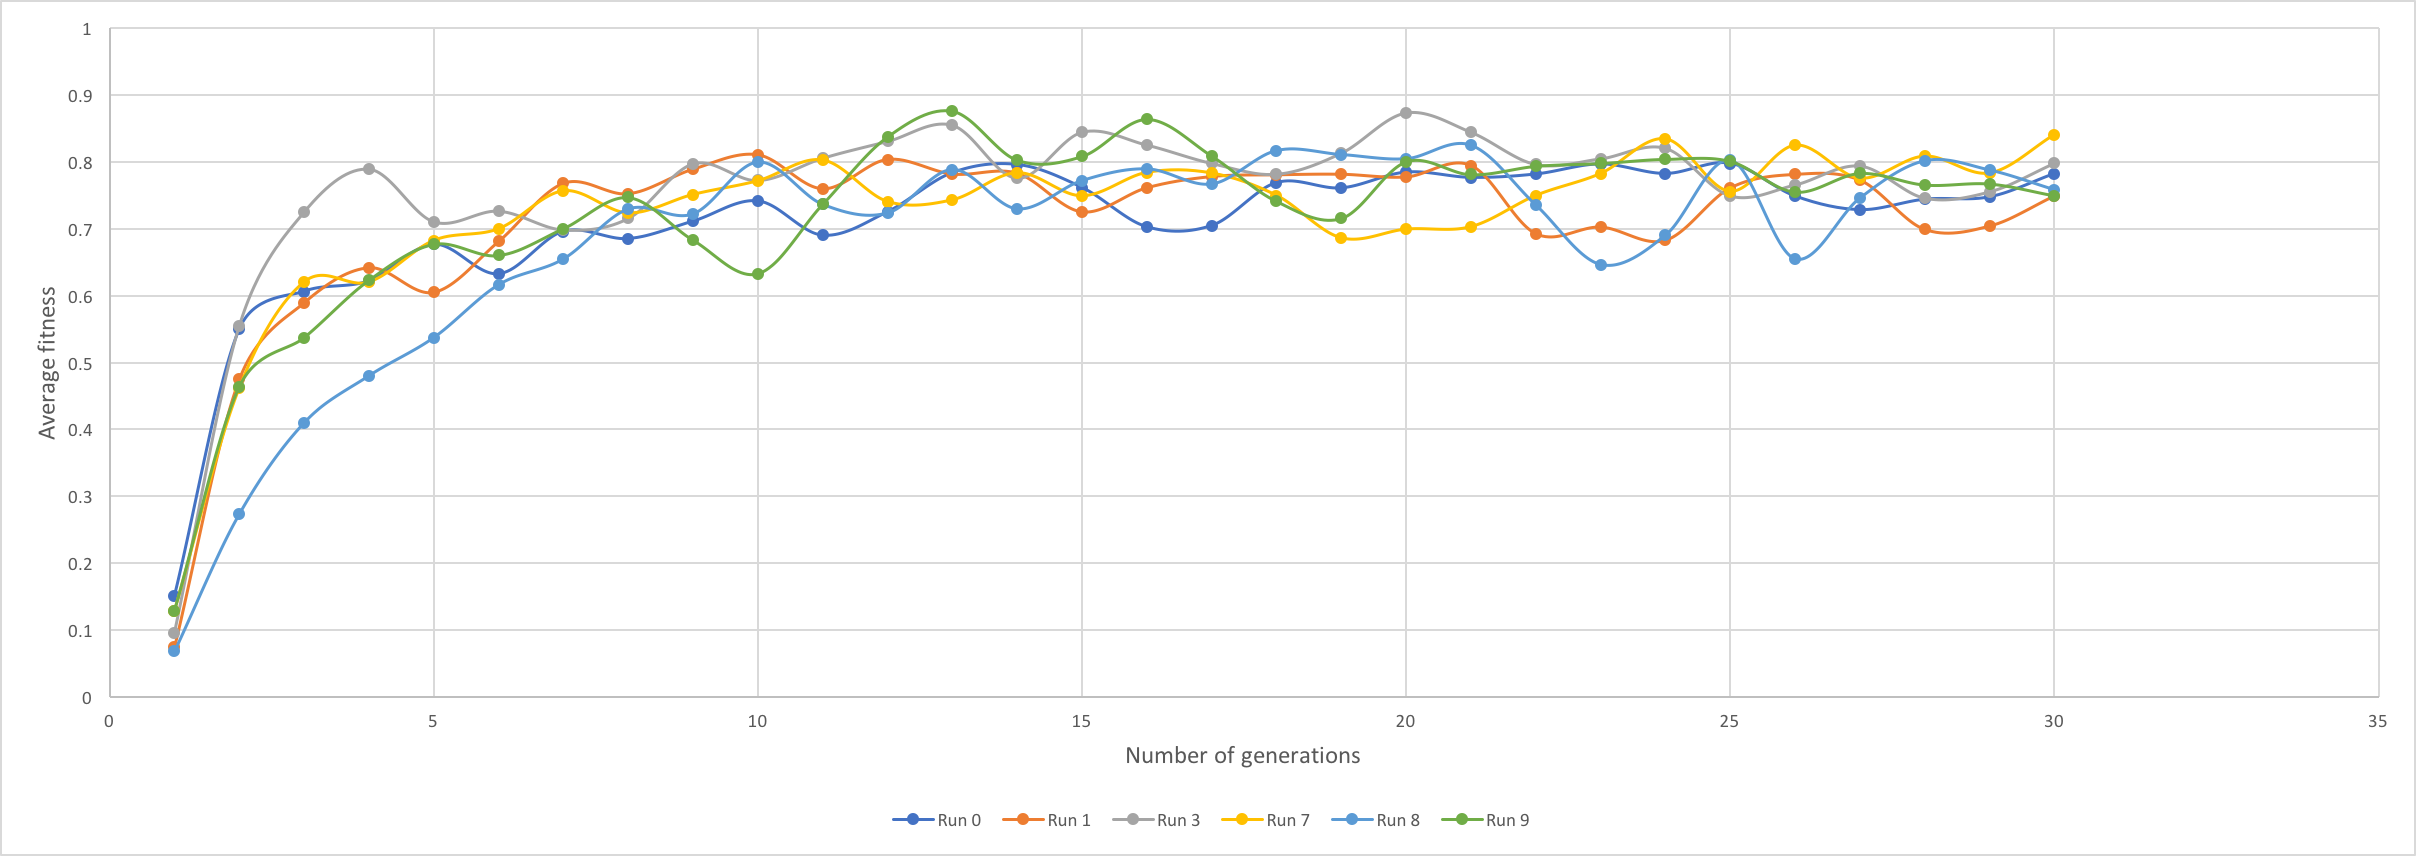 1
0.9
0.8
0.7
0.6
0.5
0.4
0.3
0.2
0.1
0
Average fitness
0 5 10 15 20 25 30 35
Number of generations
Run 0 Run 1 Run 3 Run 7 Run 8 Run 9